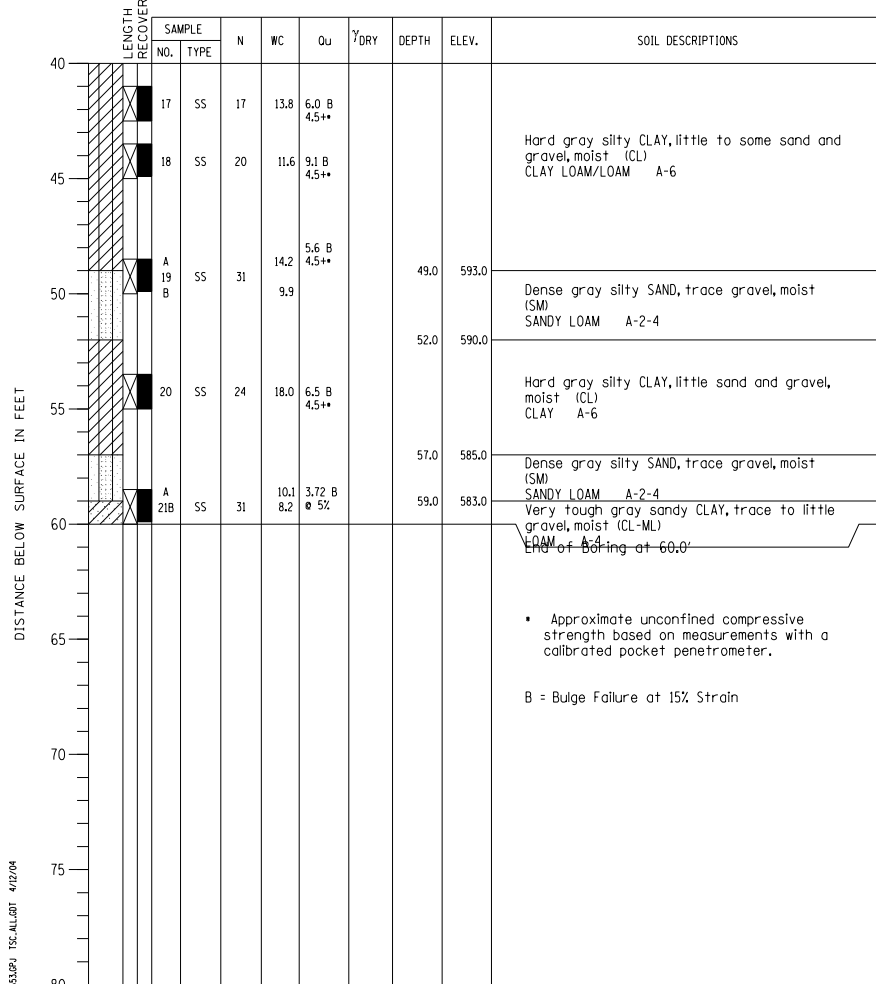 LENGTH
RECOVERY
SAMPLE
NO. TYPE N WC Qu γDRY DEPTH ELEV. SOIL DESCRIPTIONS
40
17 SS 17 13.8 6.0 B
4.5+*
Hard gray silty CLAY, little to some sand and
gravel, moist (CL)
CLAY LOAM/LOAM A-6
18 SS 20 11.6 9.1 B
4.5+*
45
5.6 B
A 14.2 4.5+*
19 SS 31
B 9.9
49.0 593.0
50
Dense gray silty SAND, trace gravel, moist
(SM)
SANDY LOAM A-2-4
52.0 590.0
20 SS 24 18.0 6.5 B
4.5+*
Hard gray silty CLAY, little sand and gravel,
moist (CL)
CLAY A-6
55
57.0 585.0
Dense gray silty SAND, trace gravel, moist
(SM)
SANDY LOAM A-2-4
A 10.1 3.72 B
21B SS 31 8.2 @ 5%
59.0 583.0
Very tough gray sandy CLAY, trace to little
gravel, moist (CL-ML)
LOAM A-4
60
End of Boring at 60.0'
* Approximate unconfined compressive
strength based on measurements with a
calibrated pocket penetrometer.
65
B = Bulge Failure at 15% Strain
70
75
80
DISTANCE BELOW SURFACE IN FEET
53.GPJ TSC_ALL.GDT 4/12/04